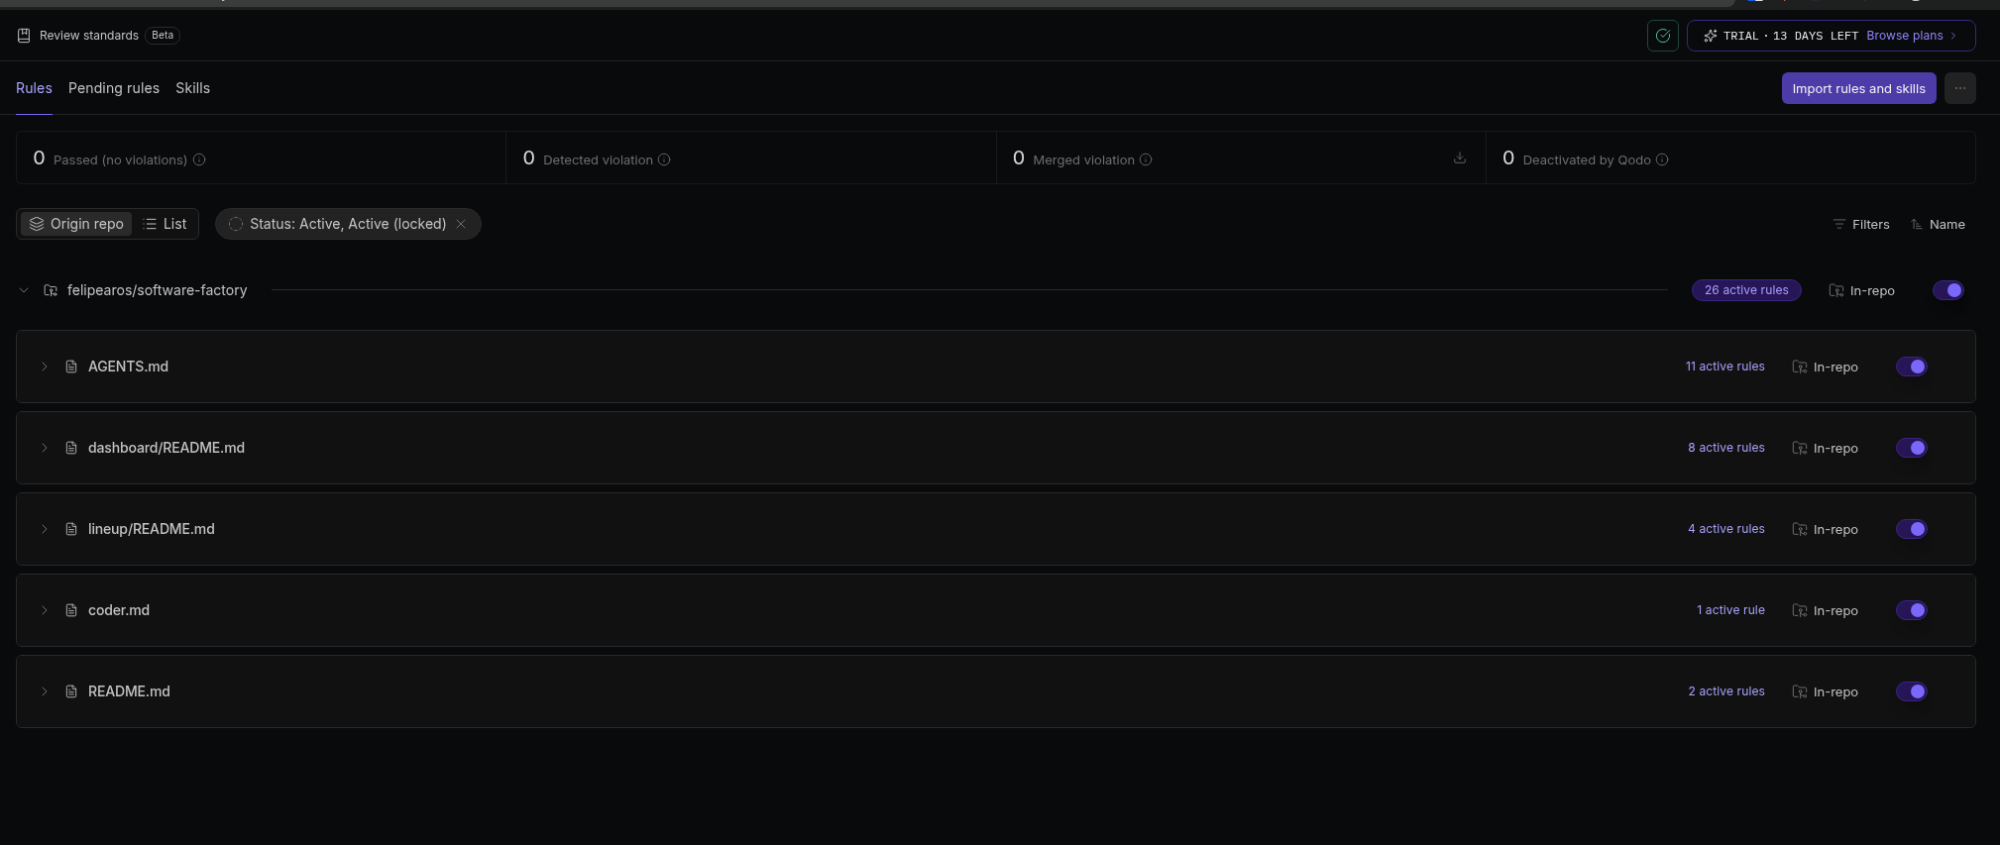 Review standards Beta
TRIAL · 13 DAYS LEFT Browse plans
Rules Pending rules Skills
Import rules and skills
0 Passed (no violations)
0 Detected violation
0 Merged violation
0 Deactivated by Qodo
Origin repo List Status: Active, Active (locked)
Filters Name
felipearos/software-factory 26 active rules In-repo
AGENTS.md 11 active rules In-repo
dashboard/README.md 8 active rules In-repo
lineup/README.md 4 active rules In-repo
coder.md 1 active rule In-repo
README.md 2 active rules In-repo